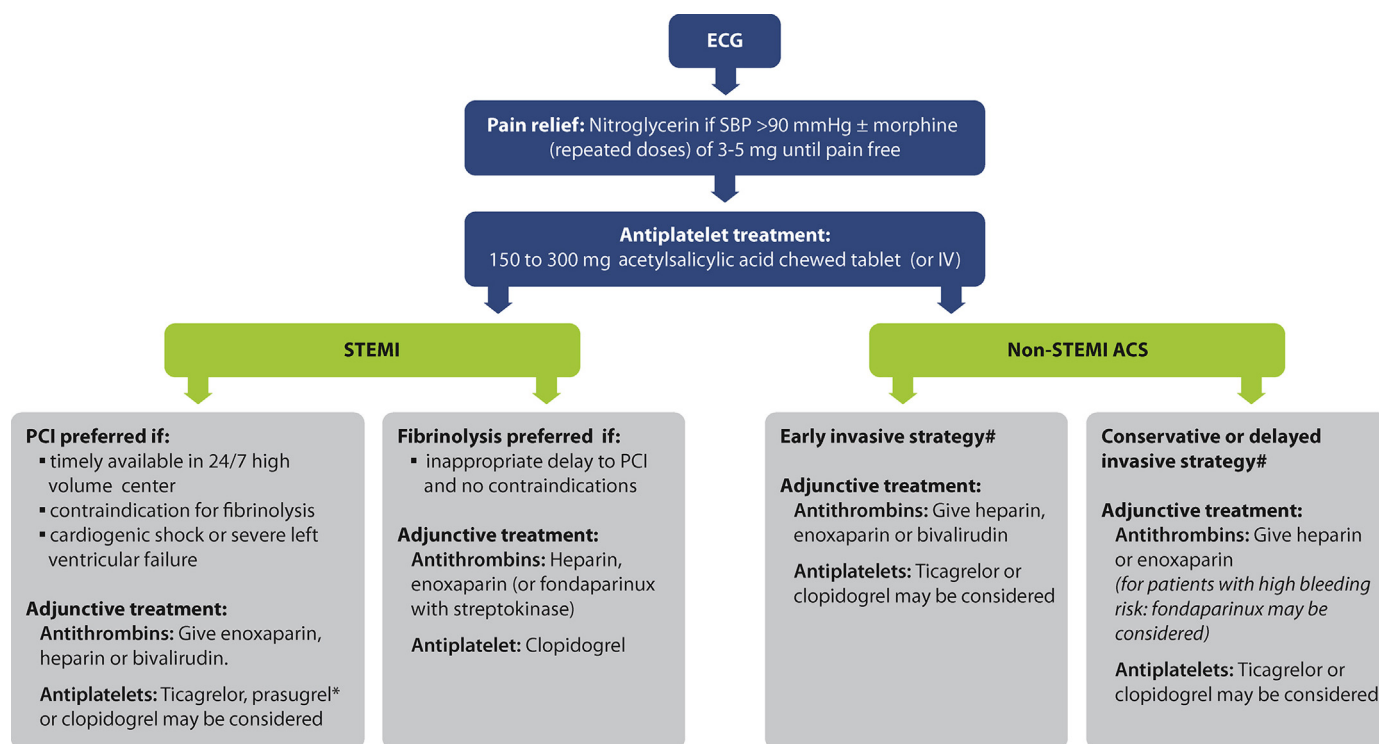 ECG
Pain relief: Nitroglycerin if SBP >90 mmHg ± morphine
(repeated doses) of 3-5 mg until pain free
Antiplatelet treatment:
150 to 300 mg acetylsalicylic acid chewed tablet (or IV)
STEMI
Non-STEMI ACS
PCI preferred if:
▪ timely available in 24/7 high
volume center
▪ contraindication for fibrinolysis
▪ cardiogenic shock or severe left
ventricular failure
Adjunctive treatment:
Antithrombins: Give enoxaparin,
heparin or bivalirudin.
Antiplatelets: Ticagrelor, prasugrel*
or clopidogrel may be considered
Fibrinolysis preferred if:
▪ inappropriate delay to PCI
and no contraindications
Adjunctive treatment:
Antithrombins: Heparin,
enoxaparin (or fondaparinux
with streptokinase)
Antiplatelet: Clopidogrel
Early invasive strategy#
Adjunctive treatment:
Antithrombins: Give heparin,
enoxaparin or bivalirudin
Antiplatelets: Ticagrelor or
clopidogrel may be considered
Conservative or delayed
invasive strategy#
Adjunctive treatment:
Antithrombins: Give heparin
or enoxaparin
(for patients with high bleeding
risk: fondaparinux may be
considered)
Antiplatelets: Ticagrelor or
clopidogrel may be considered